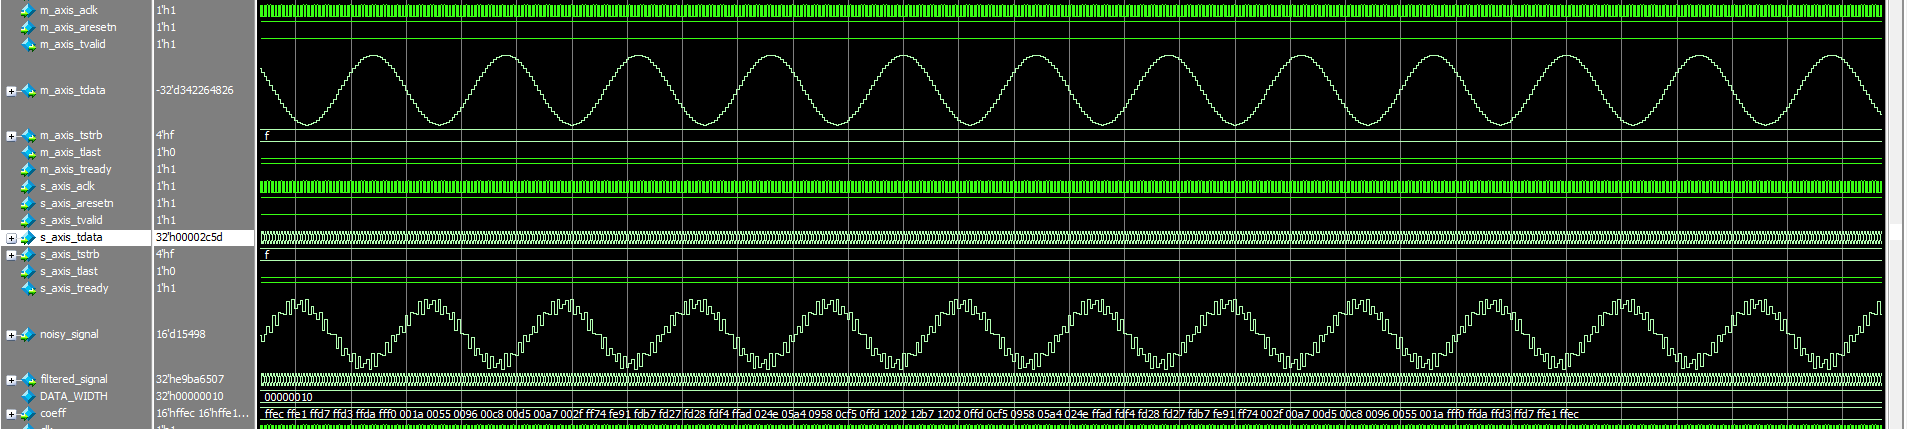 m_axis_aclk 1'h1
m_axis_aresetn 1'h1
m_axis_tvalid 1'h1
m_axis_tdata -32'd342264826
m_axis_tstrb 4'hf f
m_axis_tlast 1'h0
m_axis_tready 1'h1
s_axis_aclk 1'h1
s_axis_aresetn 1'h1
s_axis_tvalid 1'h1
s_axis_tdata 32'h00002c5d
s_axis_tstrb 4'hf f
s_axis_tlast 1'h0
s_axis_tready 1'h1
noisy_signal 16'd15498
filtered_signal 32'he9ba6507
DATA_WIDTH 32'h00000010 00000010
coeff 16'hffec 16'hffe1... ffec ffe1 ffd7 ffd3 ffda fff0 001a 0055 0096 00c8 00d5 00a7 002f ff74 fe91 fdb7 fd27 fd28 fdf4 ffad 024e 05a4 0958 0cf5 0ffd 1202 12b7 1202 0ffd 0cf5 0958 05a4 024e ffad fdf4 fd28 fd27 fdb7 fe91 ff74 002f 00a7 00d5 00c8 0096 0055 001a fff0 ffda ffd3 ffd7 ffe1 ffec